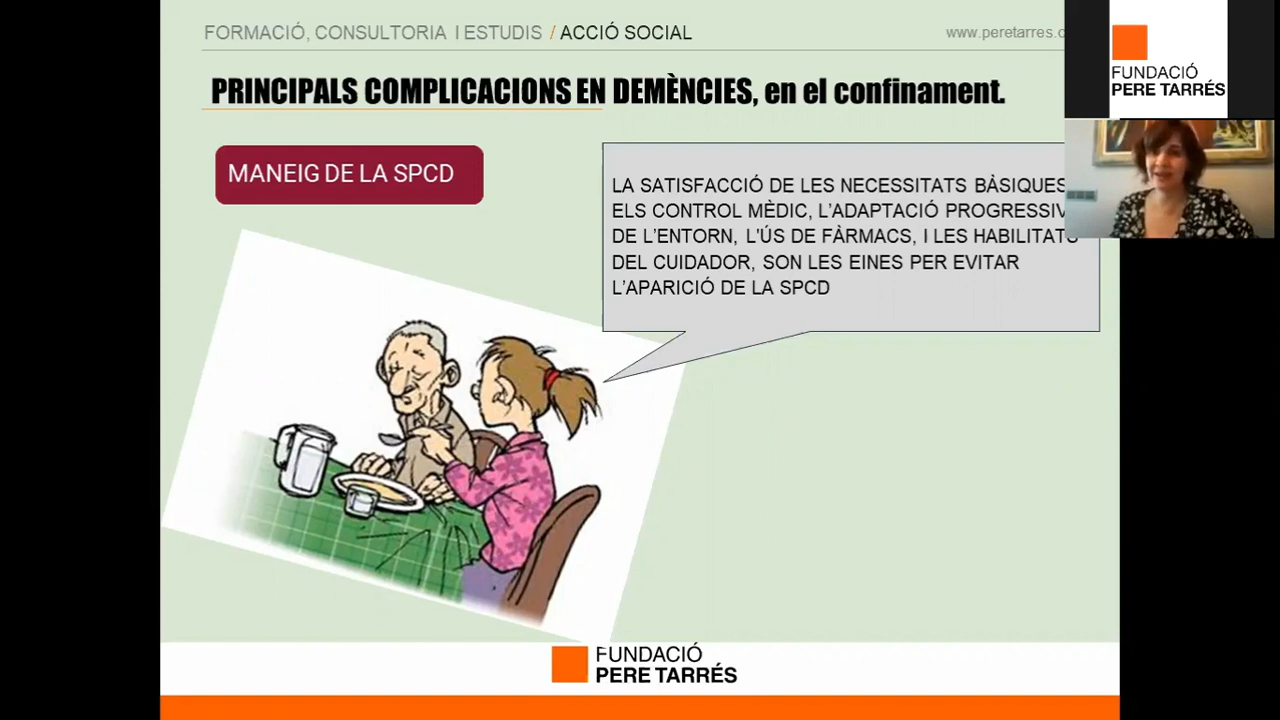 FORMACIÓ, CONSULTORIA I ESTUDIS / ACCIÓ SOCIAL
www.peretarres.o
FUNDACIÓ
PERE TARRÉS
PRINCIPALS COMPLICACIONS EN DEMÈNCIES, en el confinament.
MANEIG DE LA SPCD
LA SATISFACCIÓ DE LES NECESSITATS BÀSIQUES
ELS CONTROL MÈDIC, L'ADAPTACIÓ PROGRESSIV
DE L'ENTORN, L'ÚS DE FÀRMACS, I LES HABILITATS
DEL CUIDADOR, SON LES EINES PER EVITAR
L'APARICIÓ DE LA SPCD
FUNDACIÓ
PERE TARRÉS